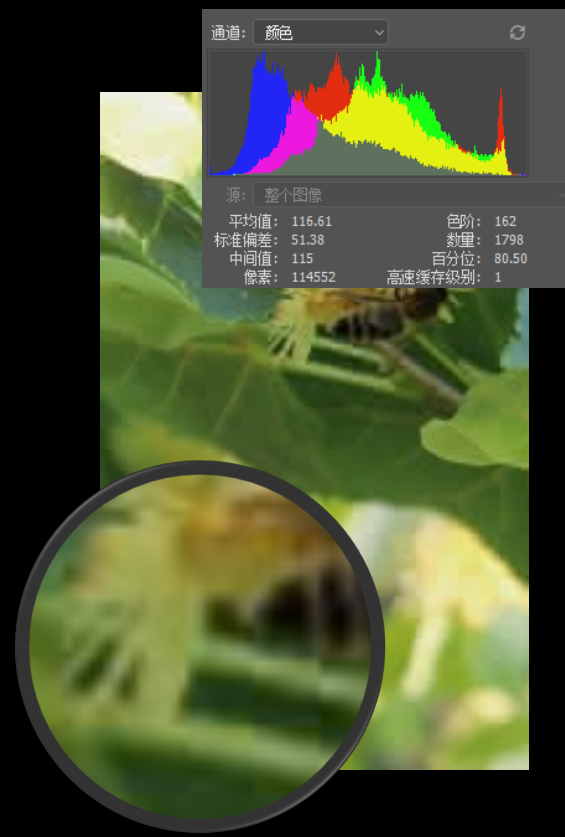 通道: 颜色
源: 整个图像
平均值: 116.61 色阶: 162
标准偏差: 51.38 数量: 1798
中间值: 115 百分位: 80.50
像素: 114552 高速缓存级别: 1